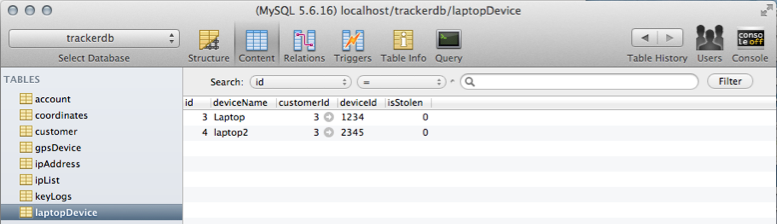 (MySQL 5.6.16) localhost/trackerdb/laptopDevice
trackerdb
Select Database
Structure Content Relations Triggers Table Info Query
Table History Users Console
conso
le off
TABLES
account
coordinates
customer
gpsDevice
ipAddress
ipList
keyLogs
laptopDevice
Search: id = Filter
id deviceName customerId deviceId isStolen
3 Laptop 3 1234 0
4 laptop2 3 2345 0